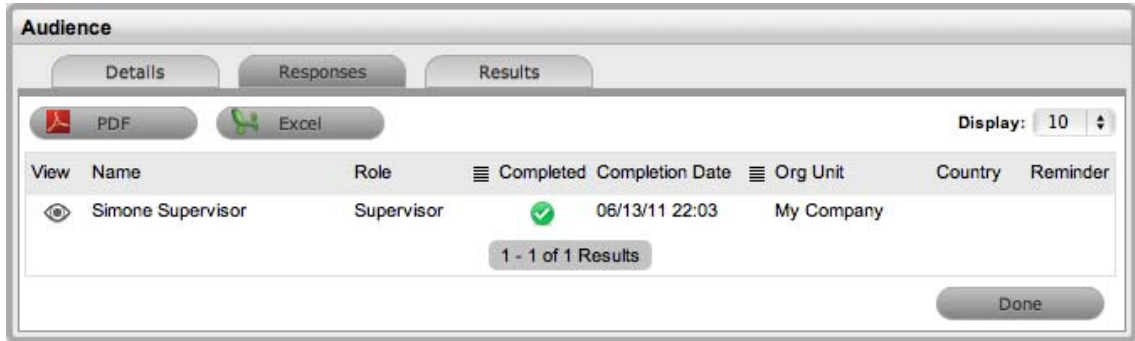 Audience
Details Responses Results
PDF Excel Display: 10
View Name Role Completed Completion Date Org Unit Country Reminder
Simone Supervisor Supervisor 06/13/11 22:03 My Company
1 - 1 of 1 Results
Done